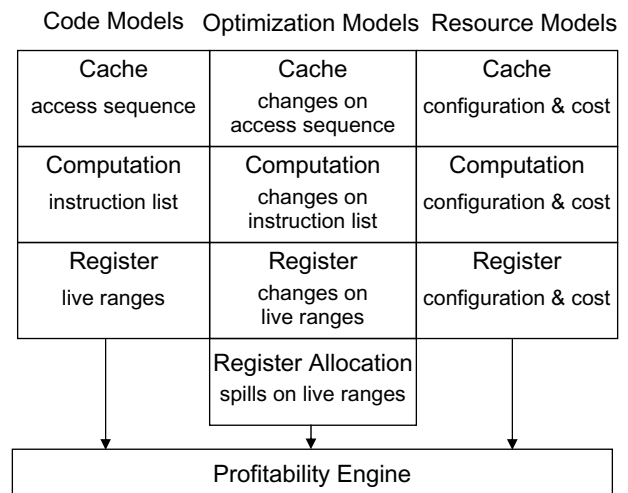 Code Models Optimization Models Resource Models
Cache Cache Cache
access sequence changes on access sequence configuration & cost
Computation Computation Computation
instruction list changes on instruction list configuration & cost
Register Register Register
live ranges changes on live ranges configuration & cost
Register Allocation
spills on live ranges
Profitability Engine